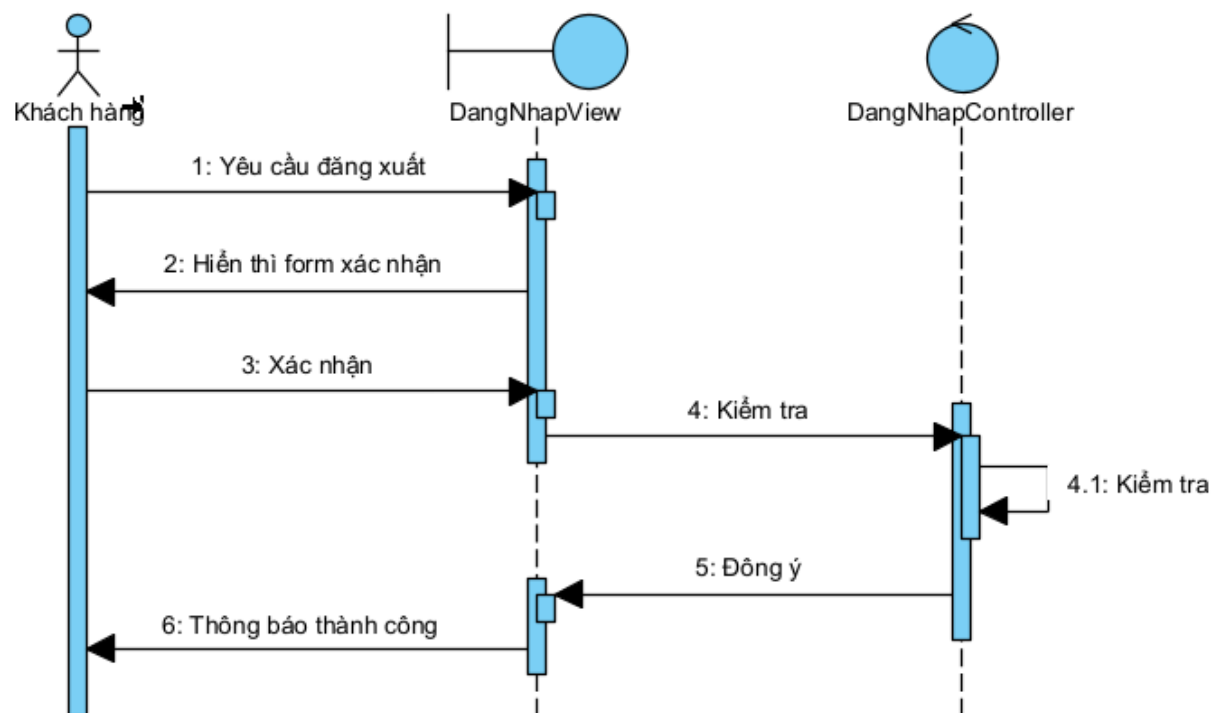 Khách hàng
DangNhapView
DangNhapController
1: Yêu cầu đăng xuất
2: Hiển thì form xác nhận
3: Xác nhận
4: Kiểm tra
4.1: Kiểm tra
5: Đông ý
6: Thông báo thành công